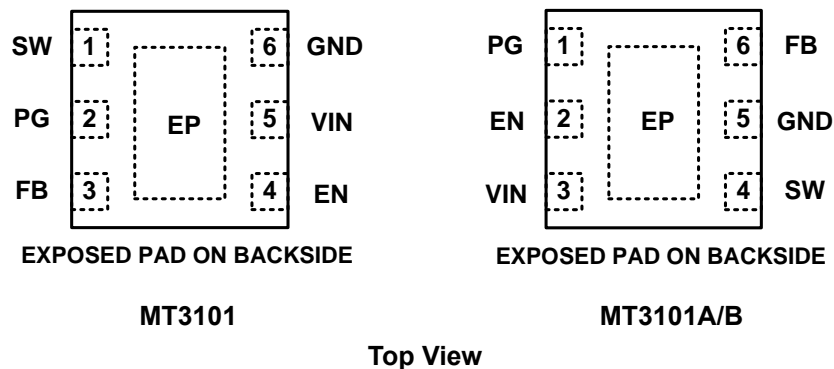 SW 1 6 GND
PG 2 EP 5 VIN
FB 3 4 EN
EXPOSED PAD ON BACKSIDE
MT3101
PG 1 6 FB
EN 2 EP 5 GND
VIN 3 4 SW
EXPOSED PAD ON BACKSIDE
MT3101A/B
Top View